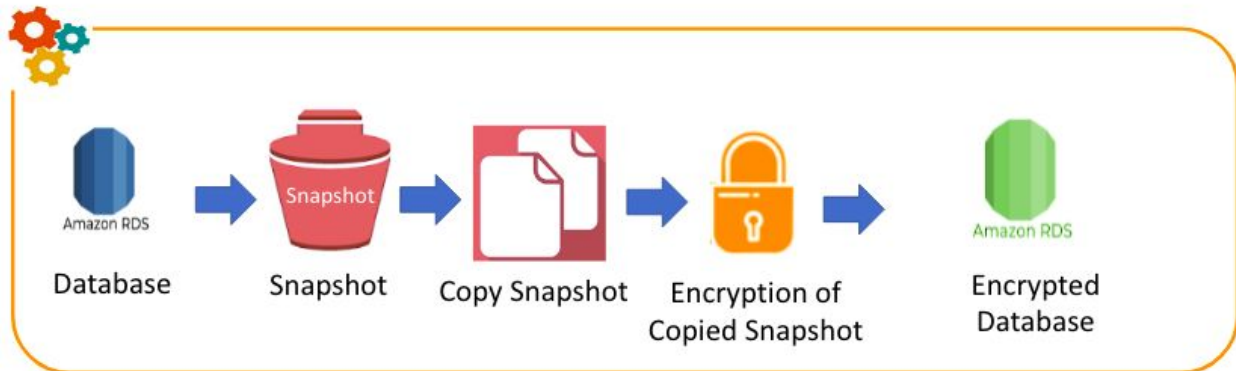 Snapshot
Amazon RDS
Amazon RDS
Database
Snapshot
Copy Snapshot
Encryption of
Copied Snapshot
Encrypted
Database